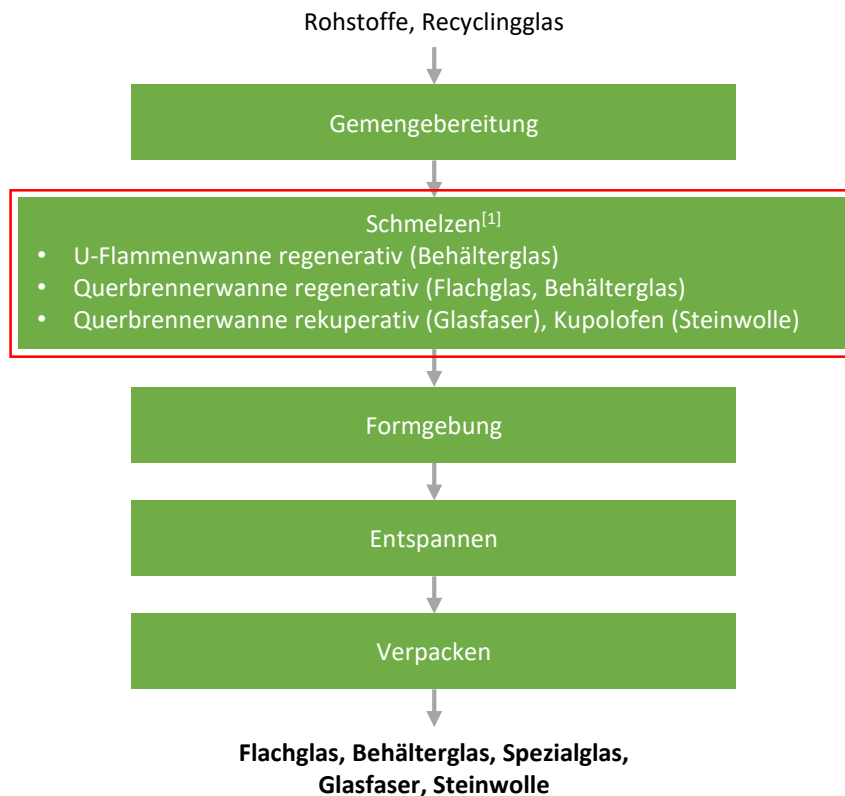 Rohstoffe, Recyclingglas
Gemengebereitung
Schmelzen[1]
• U-Flammenwanne regenerativ (Behälterglas)
• Querbrennerwanne regenerativ (Flachglas, Behälterglas)
• Querbrennerwanne rekuperativ (Glasfaser), Kupolofen (Steinwolle)
Formgebung
Entspannen
Verpacken
Flachglas, Behälterglas, Spezialglas,
Glasfaser, Steinwolle